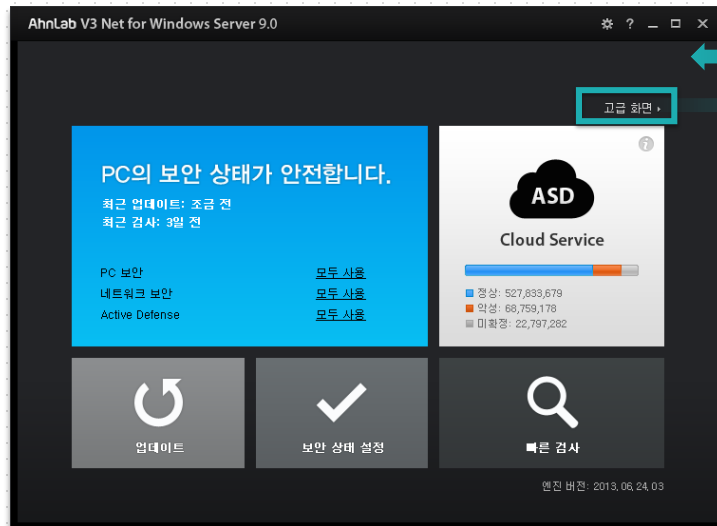 AhnLab V3 Net for Windows Server 9.0
고급 화면
PC의 보안 상태가 안전합니다.
최근 업데이트: 조금 전
최근 검사: 3일 전
PC 보안 모두 사용
네트워크 보안 모두 사용
Active Defense 모두 사용
ASD
Cloud Service
정상: 527,833,679
악성: 68,759,178
미확정: 22,797,282
업데이트
보안 상태 설정
빠른 검사
엔진 버전: 2013.06.24.03